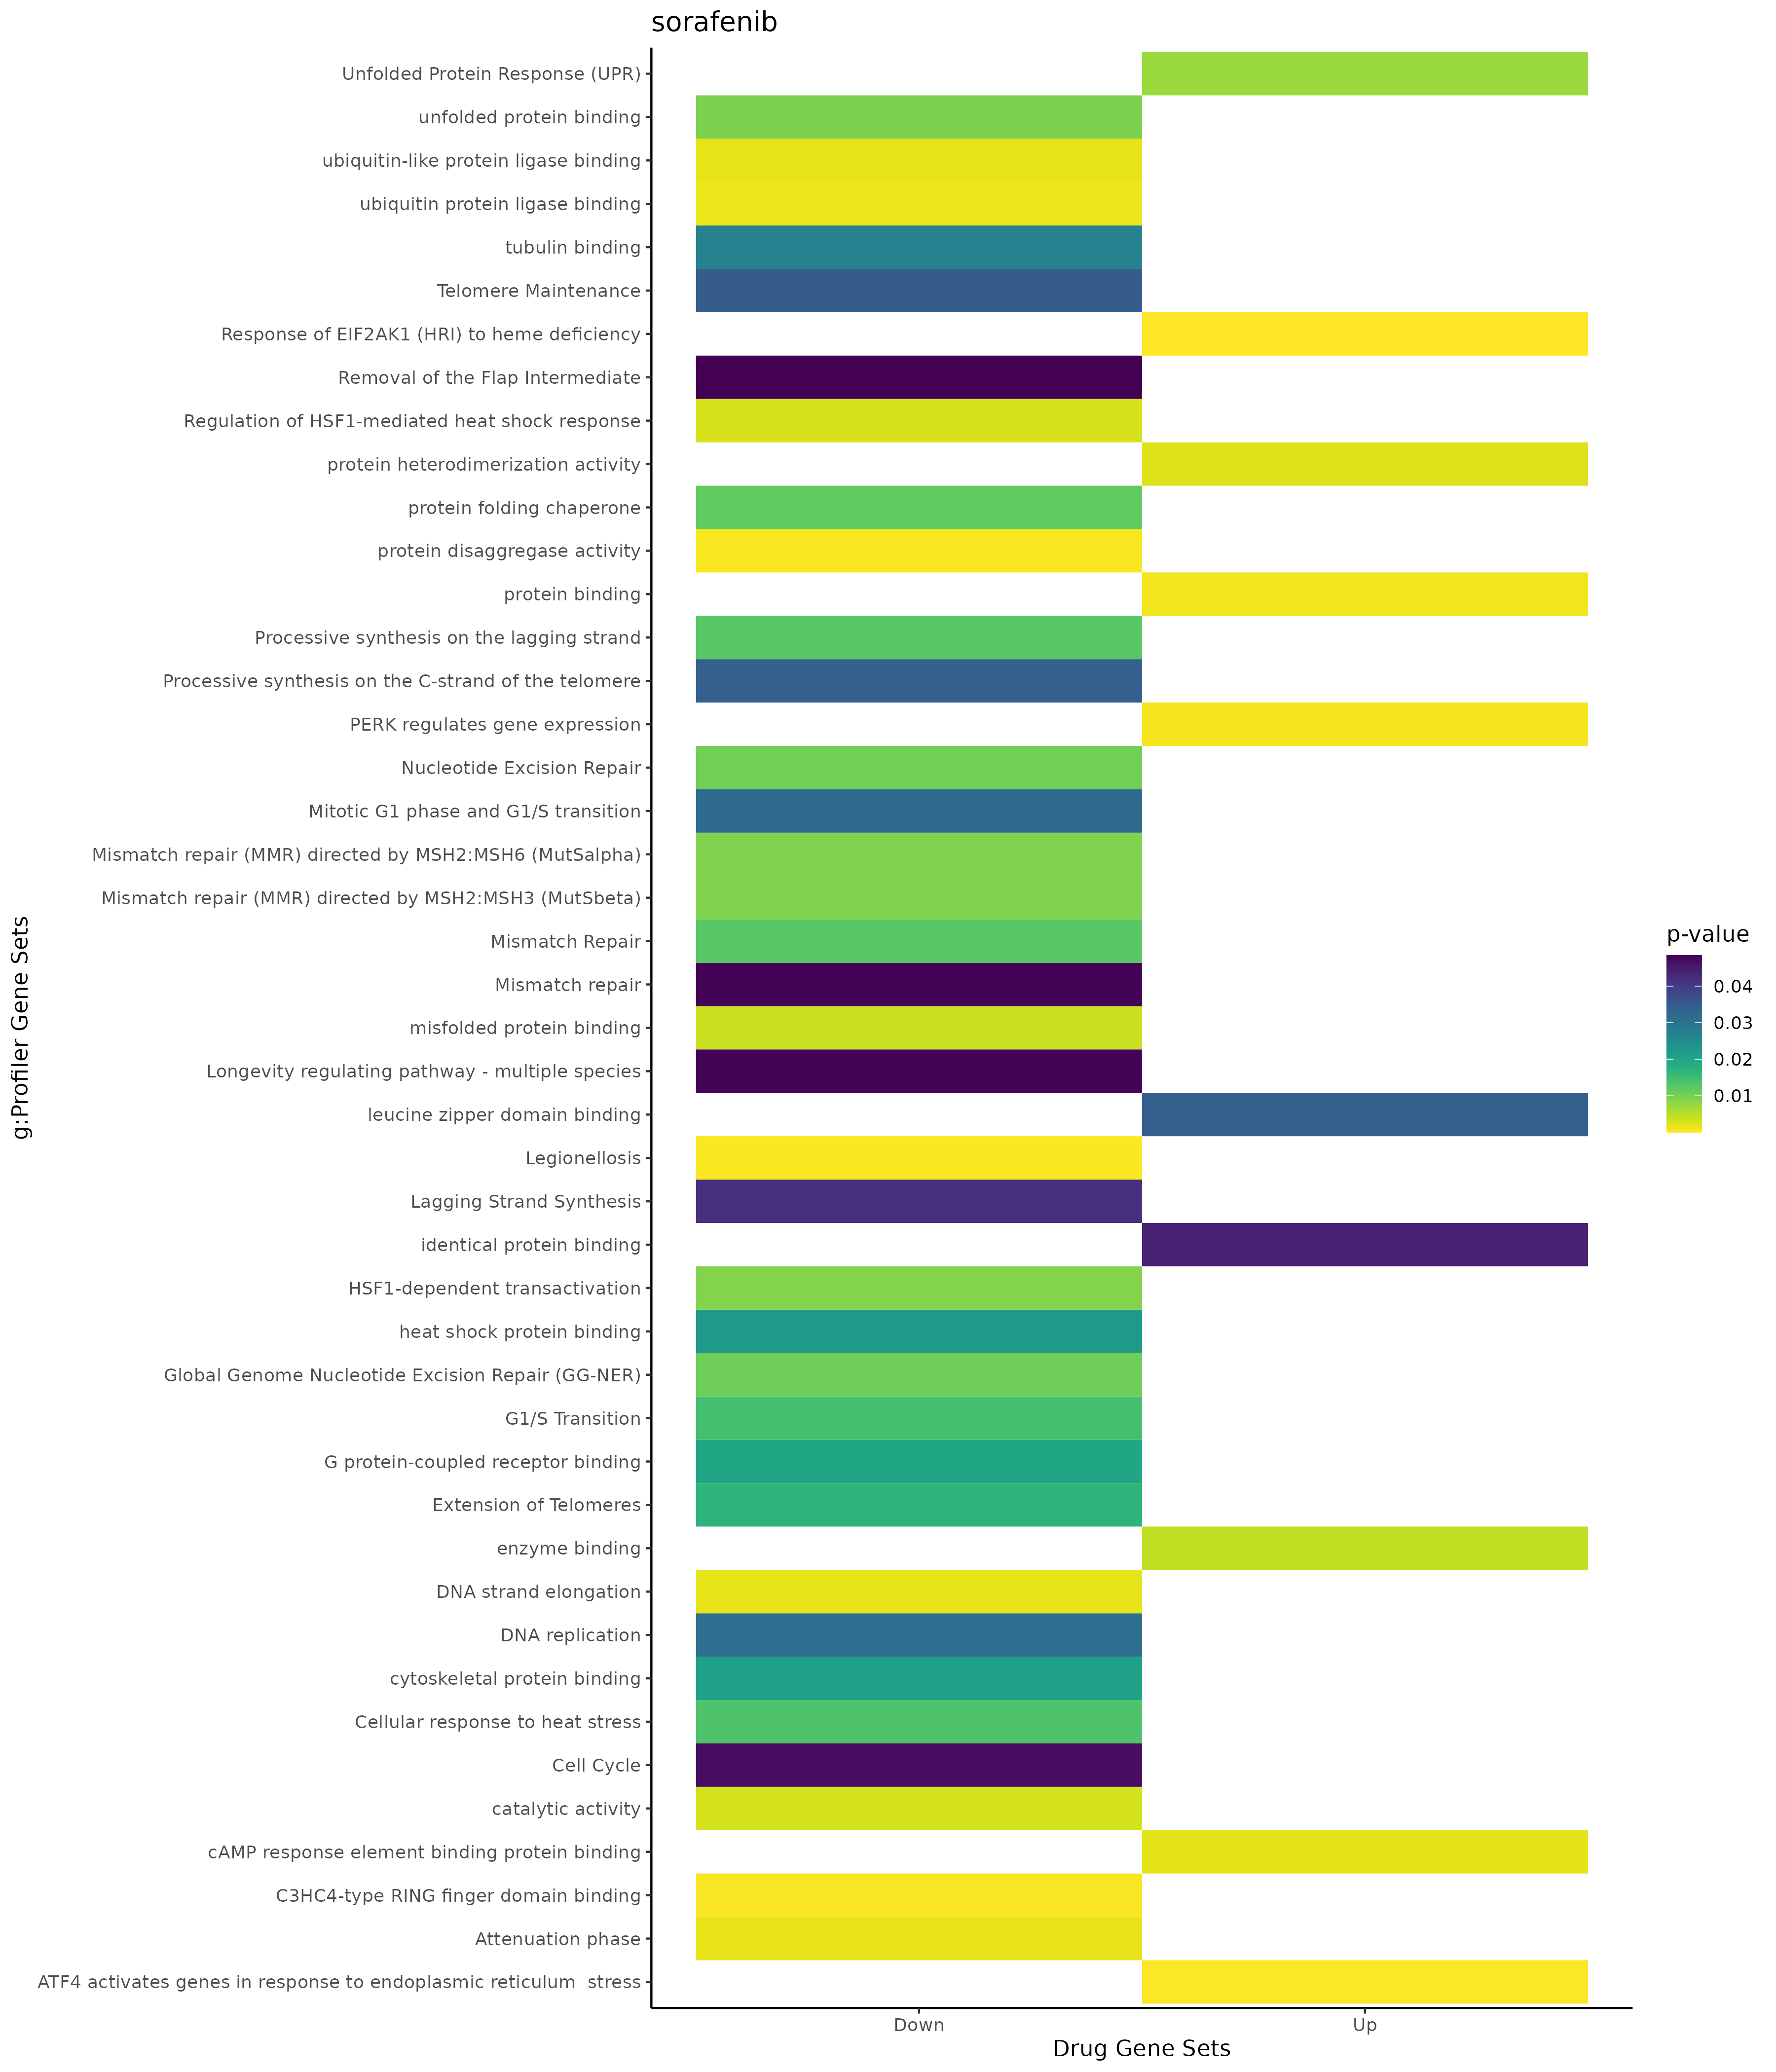 sorafenib
Unfolded Protein Response (UPR)
unfolded protein binding
ubiquitin-like protein ligase binding
ubiquitin protein ligase binding
tubulin binding
Telomere Maintenance
Response of EIF2AK1 (HRI) to heme deficiency
Removal of the Flap Intermediate
Regulation of HSF1-mediated heat shock response
protein heterodimerization activity
protein folding chaperone
protein disaggregase activity
protein binding
Processive synthesis on the lagging strand
Processive synthesis on the C-strand of the telomere
PERK regulates gene expression
Nucleotide Excision Repair
Mitotic G1 phase and G1/S transition
Mismatch repair (MMR) directed by MSH2:MSH6 (MutSalpha)
Mismatch repair (MMR) directed by MSH2:MSH3 (MutSbeta)
Mismatch Repair
Mismatch repair
misfolded protein binding
Longevity regulating pathway - multiple species
leucine zipper domain binding
Legionellosis
Lagging Strand Synthesis
identical protein binding
HSF1-dependent transactivation
heat shock protein binding
Global Genome Nucleotide Excision Repair (GG-NER)
G1/S Transition
G protein-coupled receptor binding
Extension of Telomeres
enzyme binding
DNA strand elongation
DNA replication
cytoskeletal protein binding
Cellular response to heat stress
Cell Cycle
catalytic activity
cAMP response element binding protein binding
C3HC4-type RING finger domain binding
Attenuation phase
ATF4 activates genes in response to endoplasmic reticulum  stress
g:Profiler Gene Sets
Down
Up
Drug Gene Sets
p-value
0.04
0.03
0.02
0.01